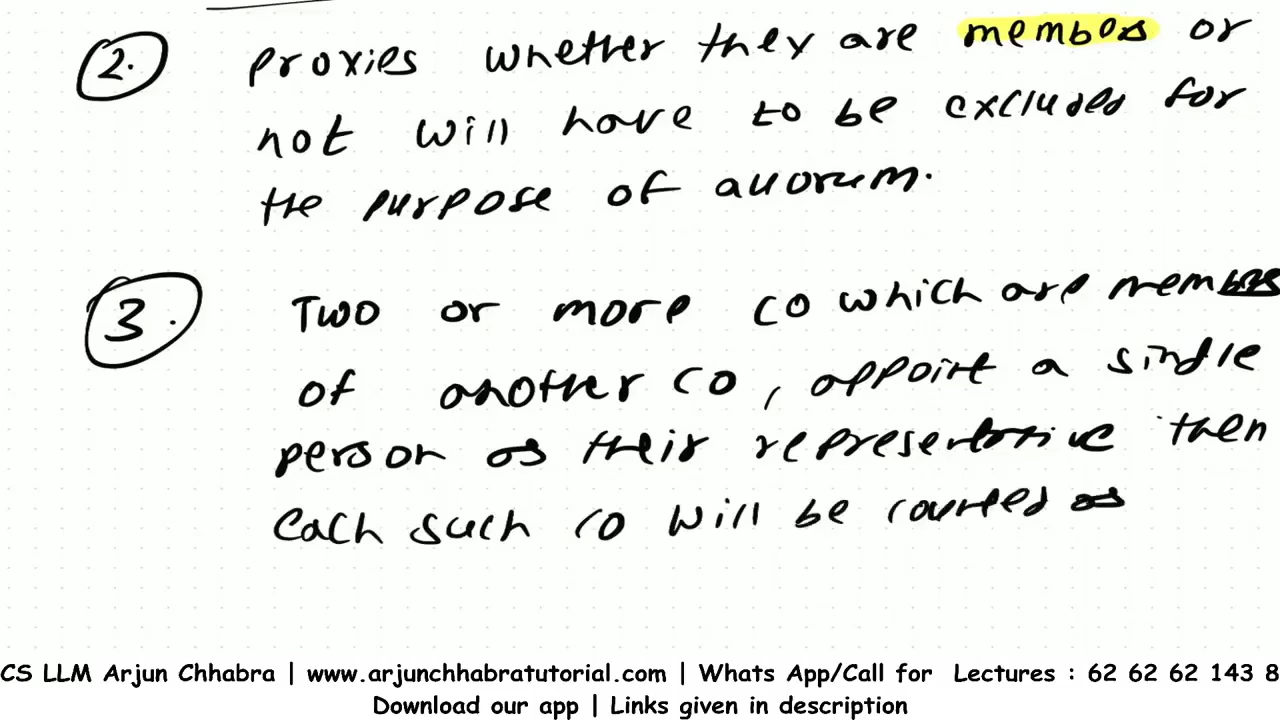 2. Proxies whether they are members or
not will have to be excluded for
the purpose of quorum.
3. Two or more co which are members
of another co, appoint a single
person as their representative then
Each such co will be counted as
CS LLM Arjun Chhabra | www.arjunchhabratutorial.com | Whats App/Call for Lectures : 62 62 62 143 8
Download our app | Links given in description